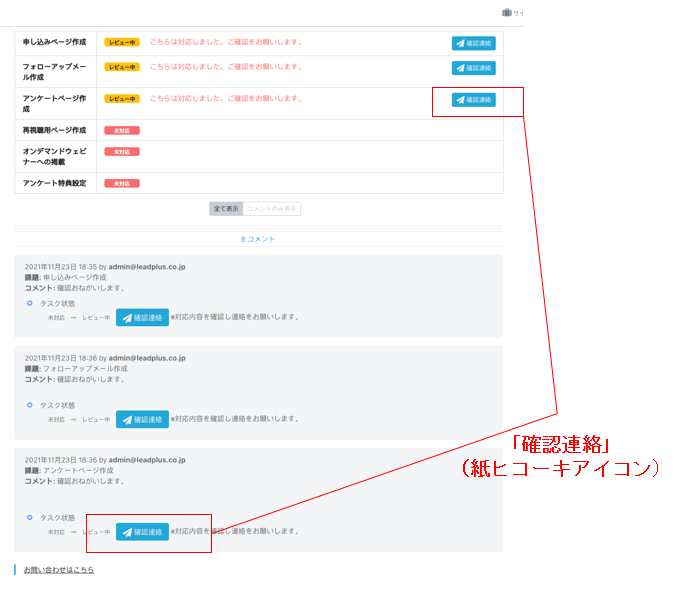 サイ
申し込みページ作成 レビュー中 こちらは対応しました。ご確認をお願いします。 確認連絡
フォローアップメー
ル作成 レビュー中 こちらは対応しました。ご確認をお願いします。 確認連絡
アンケートページ作
成 レビュー中 こちらは対応しました。ご確認をお願いします。 確認連絡
再視聴用ページ作成 未対応
オンデマンドウェビ
ナーへの掲載 未対応
アンケート特典設定 未対応
全て表示 コメントのみ表示
8 コメント
2021年11月23日 18:35 by admin@leadplus.co.jp
課題: 申し込みページ作成
コメント: 確認おねがいします。
タスク状態
未対応 → レビュー中 確認連絡 ※対応内容を確認し連絡をお願いします。
2021年11月23日 18:36 by admin@leadplus.co.jp
課題: フォローアップメール作成
コメント: 確認おねがいします。
タスク状態
未対応 → レビュー中 確認連絡 ※対応内容を確認し連絡をお願いします。
2021年11月23日 18:36 by admin@leadplus.co.jp
課題: アンケートページ作成
コメント: 確認おねがいします。
タスク状態
未対応 → レビュー中 確認連絡 ※対応内容を確認し連絡をお願いします。
「確認連絡」
（紙ヒコーキアイコン）
お問い合わせはこちら